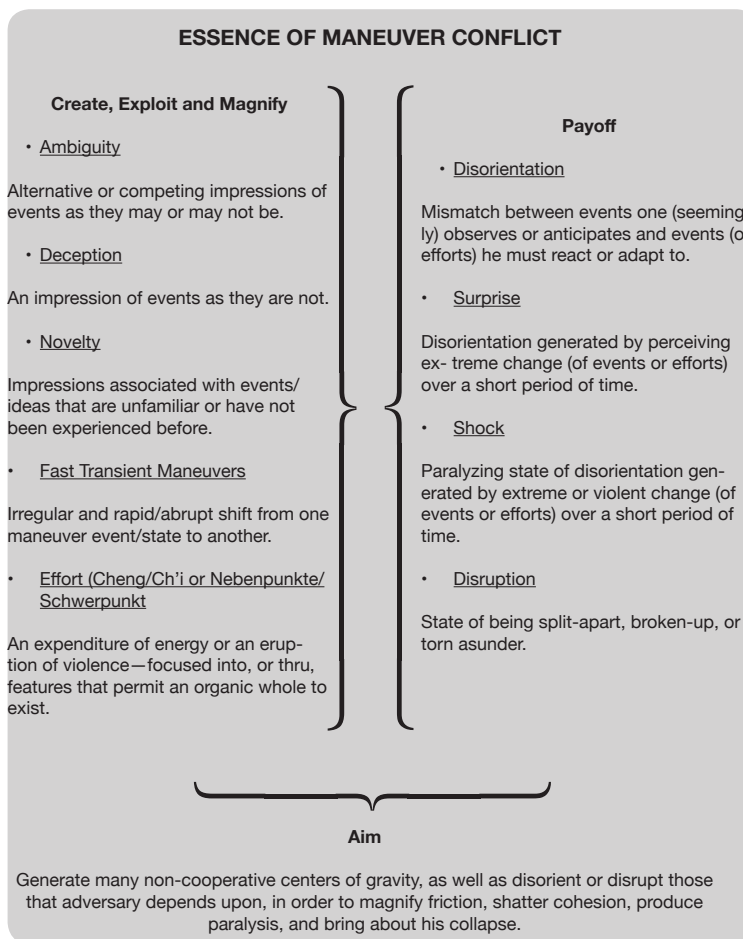 ESSENCE OF MANEUVER CONFLICT
Create, Exploit and Magnify
• Ambiguity
Alternative or competing impressions of
events as they may or may not be.
• Deception
An impression of events as they are not.
• Novelty
Impressions associated with events/
ideas that are unfamiliar or have not
been experienced before.
• Fast Transient Maneuvers
Irregular and rapid/abrupt shift from one
maneuver event/state to another.
• Effort (Cheng/Ch'i or Nebenpunkte/
Schwerpunkt
An expenditure of energy or an erup-
tion of violence—focused into, or thru,
features that permit an organic whole to
exist.
Payoff
• Disorientation
Mismatch between events one (seeming
ly) observes or anticipates and events (o
efforts) he must react or adapt to.
• Surprise
Disorientation generated by perceiving
ex- treme change (of events or efforts)
over a short period of time.
• Shock
Paralyzing state of disorientation gen-
erated by extreme or violent change (of
events or efforts) over a short period of
time.
• Disruption
State of being split-apart, broken-up, or
torn asunder.
Aim
Generate many non-cooperative centers of gravity, as well as disorient or disrupt those
that adversary depends upon, in order to magnify friction, shatter cohesion, produce
paralysis, and bring about his collapse.